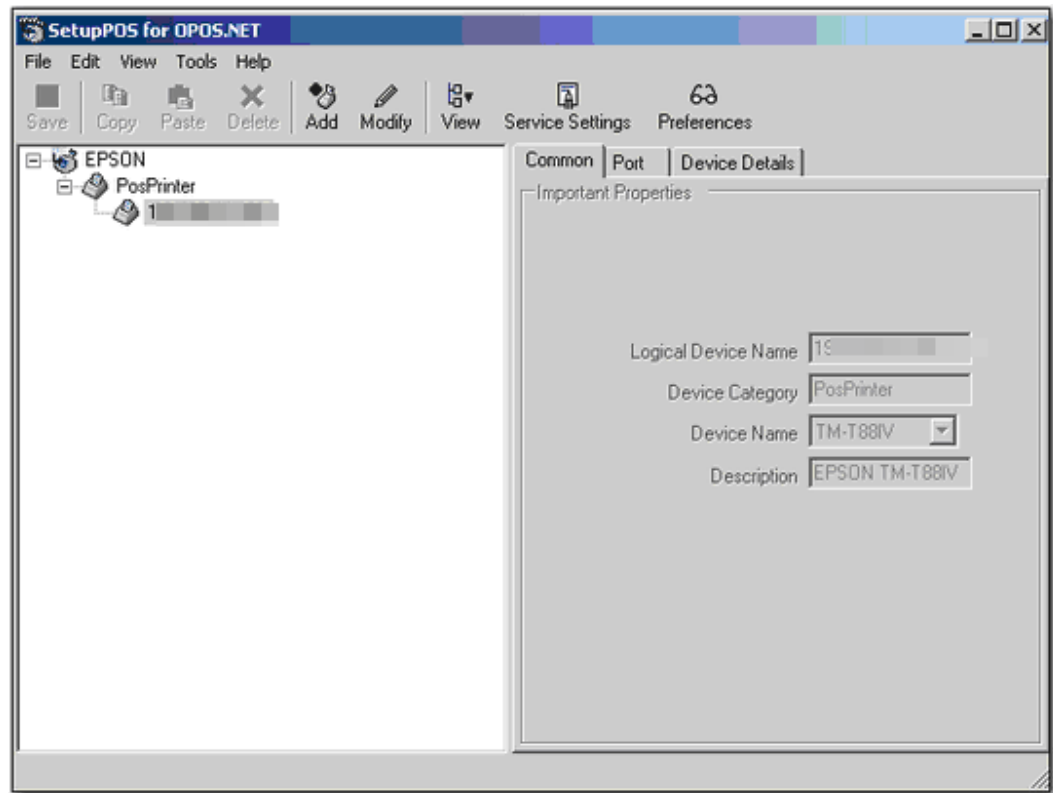 SetupPOS for OPOS.NET
File Edit View Tools Help
Save Copy Paste Delete Add Modify View Service Settings Preferences
EPSON
PosPrinter
Common Port Device Details
Important Properties
Logical Device Name
Device Category PosPrinter
Device Name TM-T88IV
Description EPSON TM-T88IV